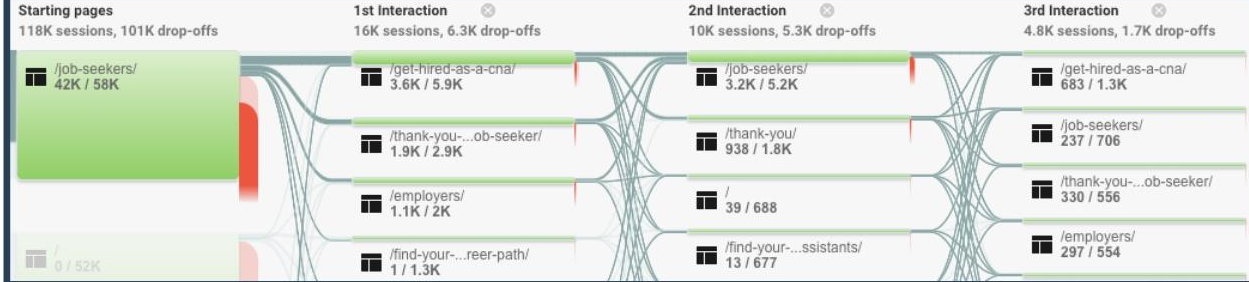 Starting pages
118K sessions, 101K drop-offs
/job-seekers/
42K / 58K
/
0 / 52K
1st Interaction
16K sessions, 6.3K drop-offs
/get-hired-as-a-cna/
3.6K / 5.9K
/thank-you-...ob-seeker/
1.9K / 2.9K
/employers/
1.1K / 2K
/find-your-...reer-path/
1 / 1.3K
2nd Interaction
10K sessions, 5.3K drop-offs
/job-seekers/
3.2K / 5.2K
/thank-you/
938 / 1.8K
/
39 / 688
/find-your-...ssistants/
13 / 677
3rd Interaction
4.8K sessions, 1.7K drop-offs
/get-hired-as-a-cna/
683 / 1.3K
/job-seekers/
237 / 706
/thank-you-...ob-seeker/
330 / 556
/employers/
297 / 554